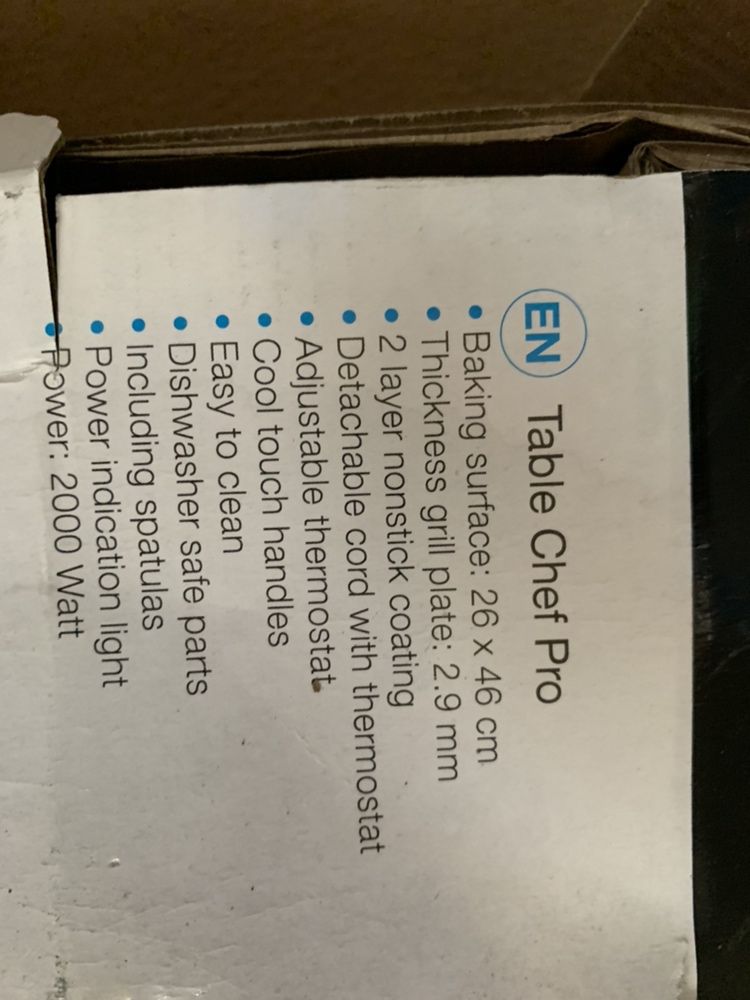 EN Table Chef Pro
• Baking surface: 26 x 46 cm
• Thickness grill plate: 2.9 mm
• 2 layer nonstick coating
• Detachable cord with thermostat
• Adjustable thermostat
• Cool touch handles
• Easy to clean
• Dishwasher safe parts
• Including spatulas
• Power indication light
• Power: 2000 Watt